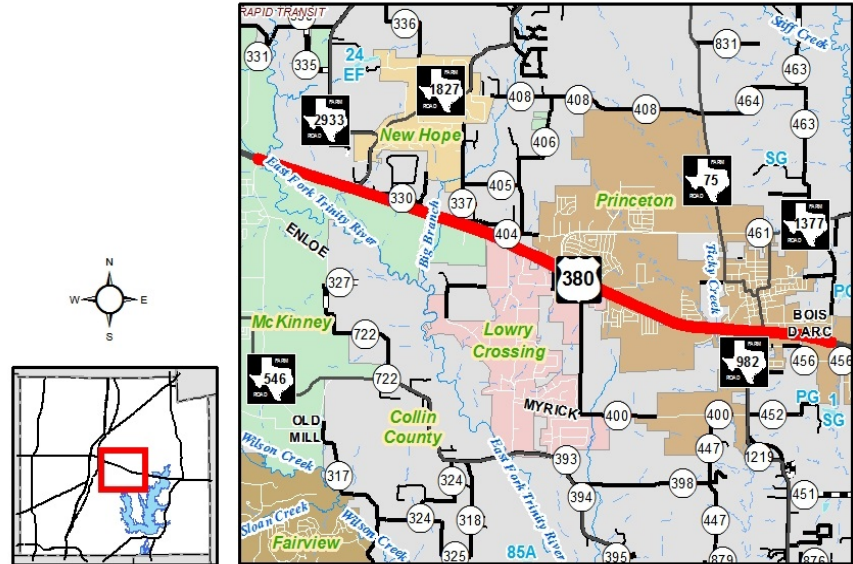 RAPID TRANSIT
336
331
335
24
EF
FARM
ROAD
1827
FARM
ROAD
2933
New Hope
408
408
408
406
831
Stiff Creek
463
464
463
SG
FARM
ROAD
75
FARM
ROAD
1377
Princeton
461
East Fork Trinity River
330
405
337
Big Branch
404
ENLOE
380
Ticky Creek
PG
BOIS
D ARC
327
McKinney
722
Lowry
Crossing
FARM
ROAD
546
722
FARM
ROAD
982
456
456
PG
1
SG
OLD
MILL
Collin
County
MYRICK
400
400
452
Wilson Creek
East Fork Trinity River
393
447
1219
317
324
398
394
451
Sloan Creek
Wilson Creek
324
318
447
Fairview
325
85A
395
879
876
N
W
E
S